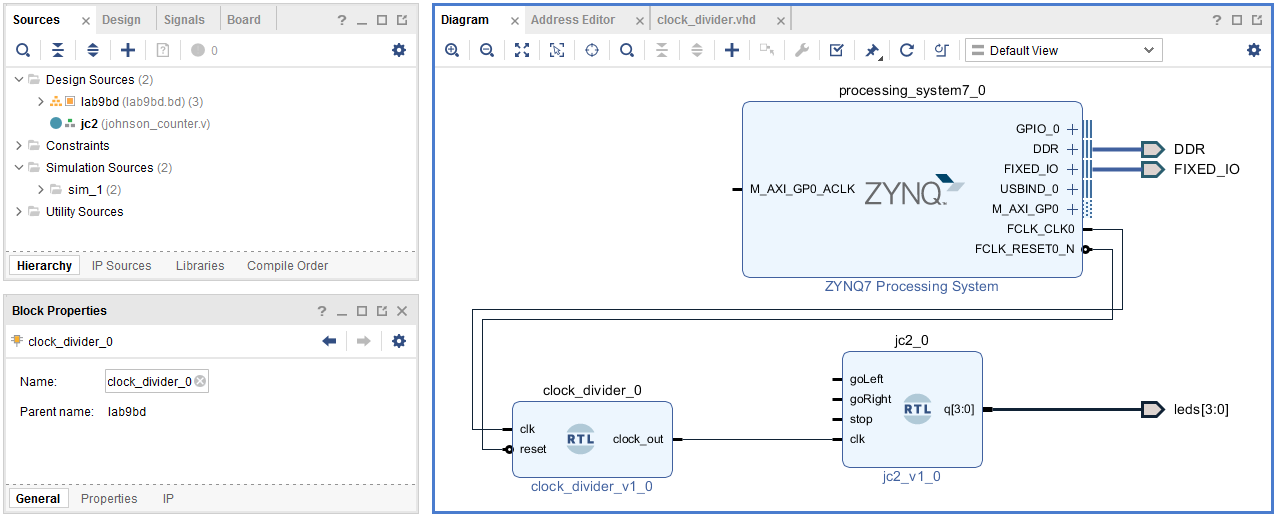 Sources
Design
Signals
Board
?
0
Design Sources (2)
lab9bd (lab9bd.bd) (3)
jc2 (johnson_counter.v)
Constraints
Simulation Sources (2)
sim_1 (2)
Utility Sources
Hierarchy
IP Sources
Libraries
Compile Order
Block Properties
?
clock_divider_0
Name:
clock_divider_0
Parent name:
lab9bd
General
Properties
IP
Diagram
Address Editor
clock_divider.vhd
?
Default View
processing_system7_0
GPIO_0
DDR
FIXED_IO
USBIND_0
M_AXI_GP0
FCLK_CLK0
FCLK_RESET0_N
M_AXI_GP0_ACLK
ZYNQ
ZYNQ7 Processing System
DDR
FIXED_IO
clock_divider_0
clk
reset
RTL
clock_out
clock_divider_v1_0
jc2_0
goLeft
goRight
stop
clk
RTL
q[3:0]
jc2_v1_0
leds[3:0]